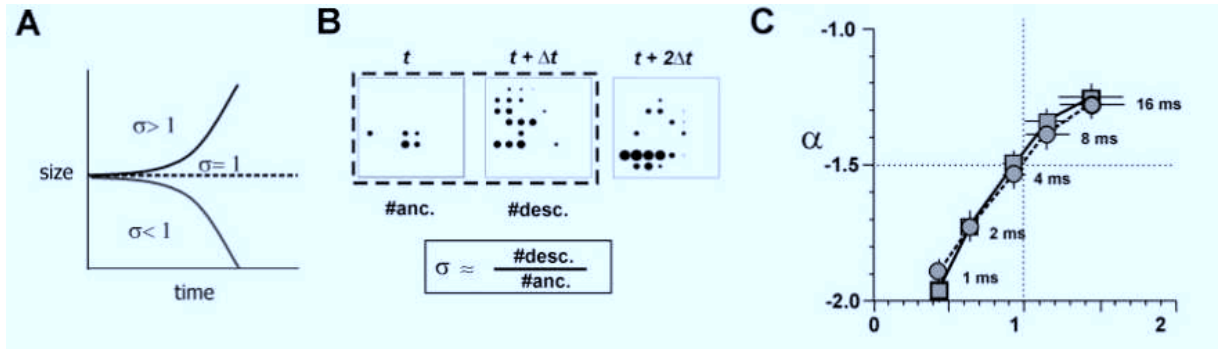 A
size
σ> 1
σ= 1
σ< 1
time
B
t
t + Δt
t + 2Δt
#anc.
#desc.
σ ≈ #desc.
#anc.
C
α
-1.0
-1.5
-2.0
16 ms
8 ms
4 ms
2 ms
1 ms
0
1
2